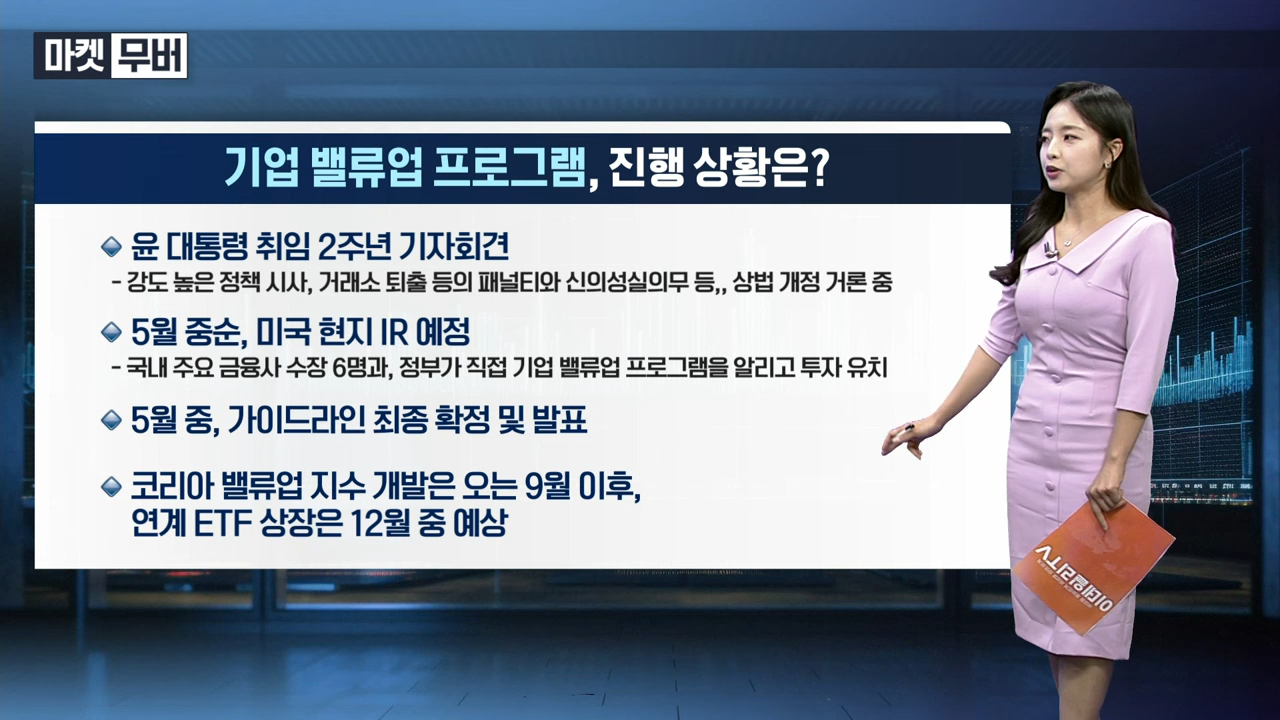 마켓 무버
기업 밸류업 프로그램, 진행 상황은?
윤 대통령 취임 2주년 기자회견
- 강도 높은 정책 시사, 거래소 퇴출 등의 패널티와 신의성실의무 등,, 상법 개정 거론 중
5월 중순, 미국 현지 IR 예정
- 국내 주요 금융사 수장 6명과, 정부가 직접 기업 밸류업 프로그램을 알리고 투자 유치
5월 중, 가이드라인 최종 확정 및 발표
코리아 밸류업 지수 개발은 오는 9월 이후,
연계 ETF 상장은 12월 중 예상
이데일리TV